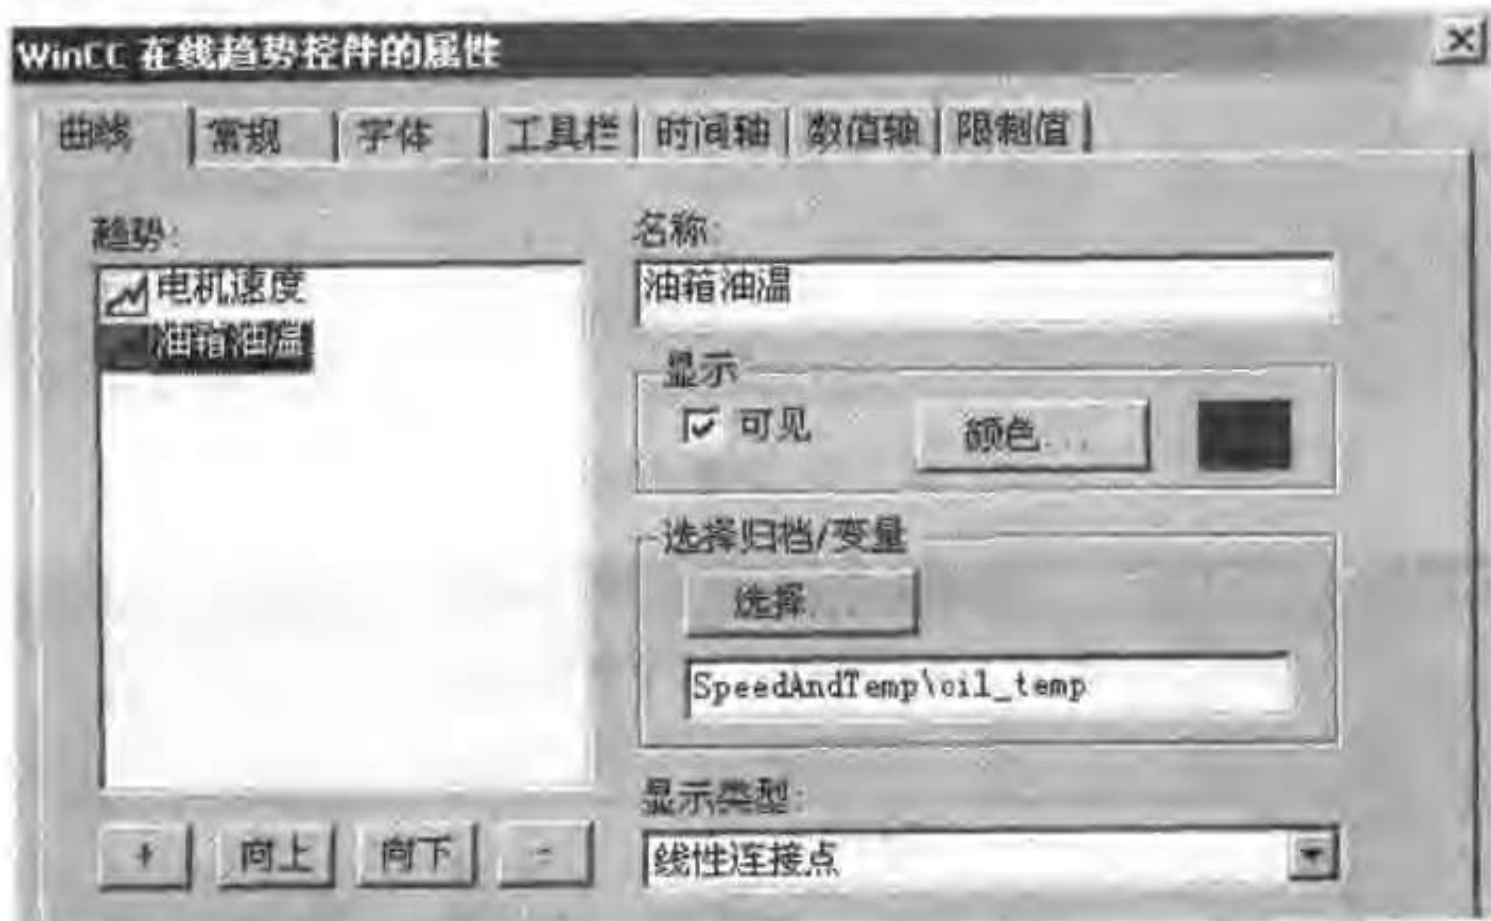 WinCC 在线趋势控件的属性
曲线 常规 字体 工具栏 时间轴 数值轴 限制值
趋势:
电机速度
油箱油温
名称:
油箱油温
显示
可见 颜色...
选择归档/变量
选择...
SpeedAndTemp\oil_temp
显示类型:
线性连接点
+ 向上 向下 -